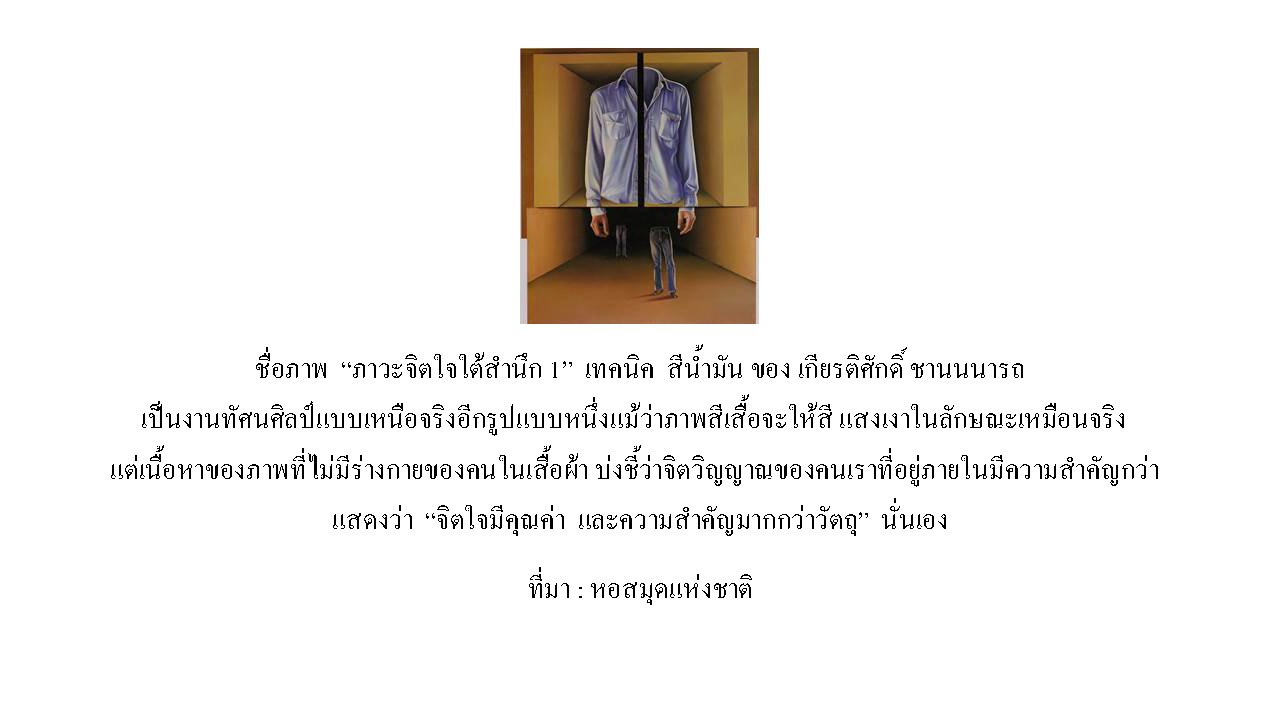 ชื่อภาพ “ภาวะจิตใจใต้สำนึก 1” เทคนิค สีน้ำมัน ของ เกียรติศักดิ์ ชานนนารถ
เป็นงานทัศนศิลป์แบบเหนือจริงอีกรูปแบบหนึ่งแม้ว่าภาพสีเสื้อจะให้สี แสงเงาในลักษณะเหมือนจริง
แต่เนื้อหาของภาพที่ไม่มีร่างกายของคนในเสื้อผ้า บ่งชี้ว่าจิตวิญญาณของคนเราที่อยู่ภายในมีความสำคัญกว่า
แสดงว่า “จิตใจมีคุณค่า และความสำคัญมากกว่าวัตถุ” นั่นเอง
ที่มา : หอสมุดแห่งชาติ